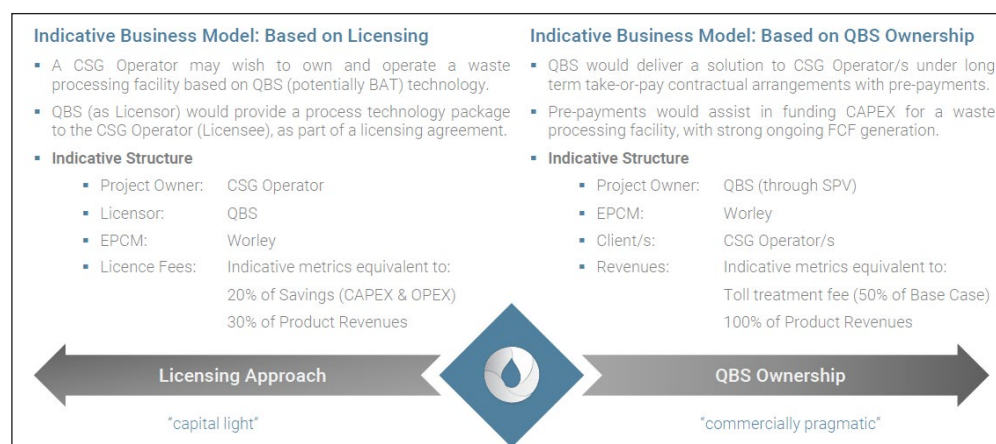 Indicative Business Model: Based on Licensing
▪ A CSG Operator may wish to own and operate a waste
processing facility based on QBS (potentially BAT) technology.
▪ QBS (as Licensor) would provide a process technology package
to the CSG Operator (Licensee), as part of a licensing agreement.
▪ Indicative Structure
▪ Project Owner: CSG Operator
▪ Licensor: QBS
▪ EPCM: Worley
▪ Licence Fees: Indicative metrics equivalent to:
20% of Savings (CAPEX & OPEX)
30% of Product Revenues
Indicative Business Model: Based on QBS Ownership
▪ QBS would deliver a solution to CSG Operator/s under long
term take-or-pay contractual arrangements with pre-payments.
▪ Pre-payments would assist in funding CAPEX for a waste
processing facility, with strong ongoing FCF generation.
▪ Indicative Structure
▪ Project Owner: QBS (through SPV)
▪ EPCM: Worley
▪ Client/s: CSG Operator/s
▪ Revenues: Indicative metrics equivalent to:
Toll treatment fee (50% of Base Case)
100% of Product Revenues
Licensing Approach
QBS Ownership
"capital light"
"commercially pragmatic"